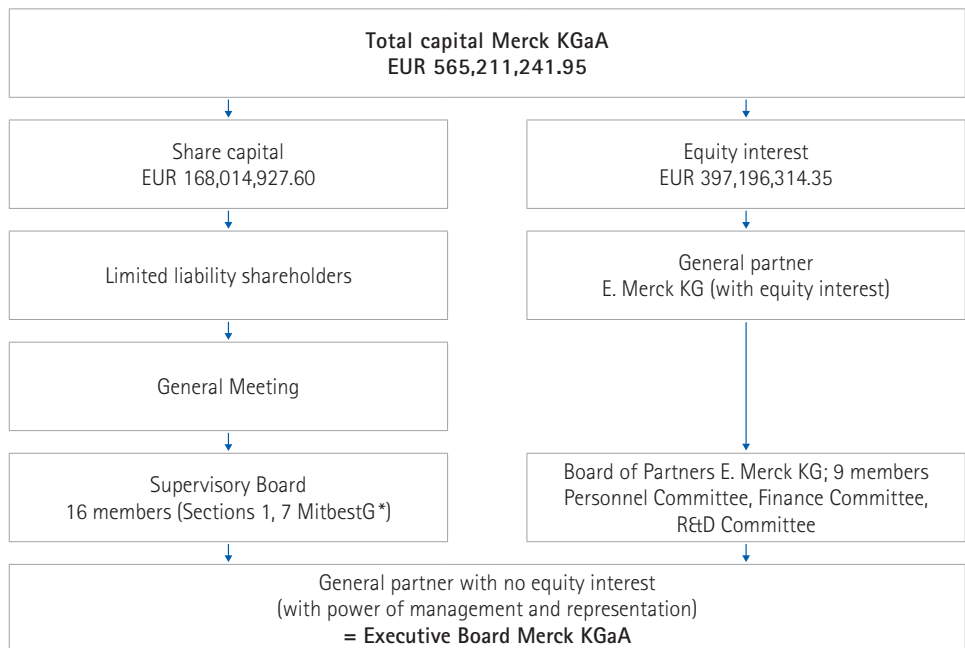 Total capital Merck KGaA
EUR 565,211,241.95
Share capital
EUR 168,014,927.60
Equity interest
EUR 397,196,314.35
Limited liability shareholders
General partner
E. Merck KG (with equity interest)
General Meeting
Supervisory Board
16 members (Sections 1, 7 MitbestG*)
Board of Partners E. Merck KG; 9 members
Personnel Committee, Finance Committee,
R&D Committee
General partner with no equity interest
(with power of management and representation)
= Executive Board Merck KGaA